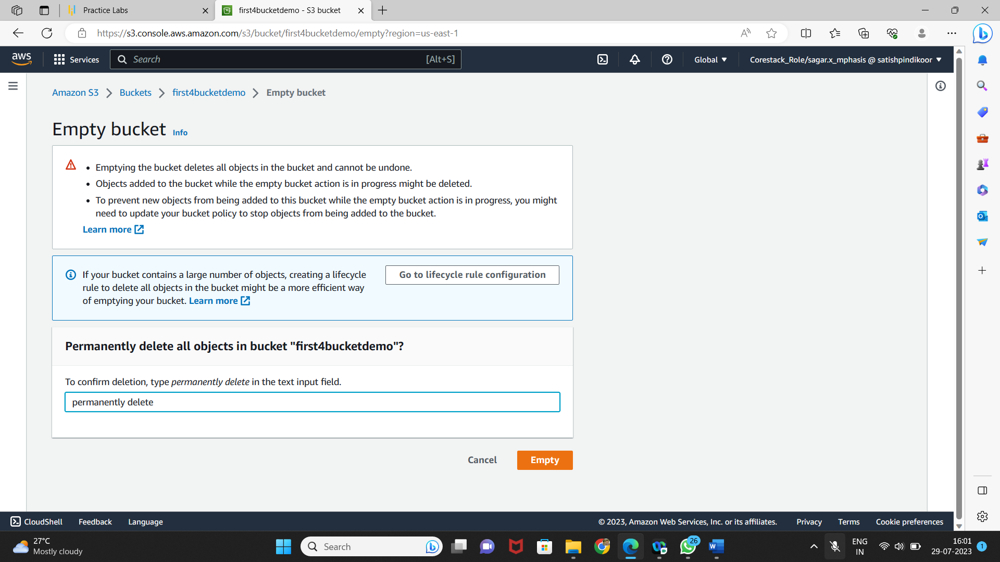 Practice Labs
first4bucketdemo - S3 bucket
https://s3.console.aws.amazon.com/s3/bucket/first4bucketdemo/empty?region=us-east-1
aws
Services
Search
[Alt+S]
Global
Corestack_Role/sagar.x_mphasis @ satishpindikoor
Amazon S3
Buckets
first4bucketdemo
Empty bucket
Empty bucket Info
Emptying the bucket deletes all objects in the bucket and cannot be undone.
Objects added to the bucket while the empty bucket action is in progress might be deleted.
To prevent new objects from being added to this bucket while the empty bucket action is in progress, you might
need to update your bucket policy to stop objects from being added to the bucket.
Learn more
If your bucket contains a large number of objects, creating a lifecycle
rule to delete all objects in the bucket might be a more efficient way
of emptying your bucket. Learn more
Go to lifecycle rule configuration
Permanently delete all objects in bucket "first4bucketdemo"?
To confirm deletion, type permanently delete in the text input field.
permanently delete
Cancel
Empty
CloudShell
Feedback
Language
© 2023, Amazon Web Services, Inc. or its affiliates.
Privacy
Terms
Cookie preferences
27°C
Mostly cloudy
Search
26
ENG
IN
16:01
29-07-2023
1